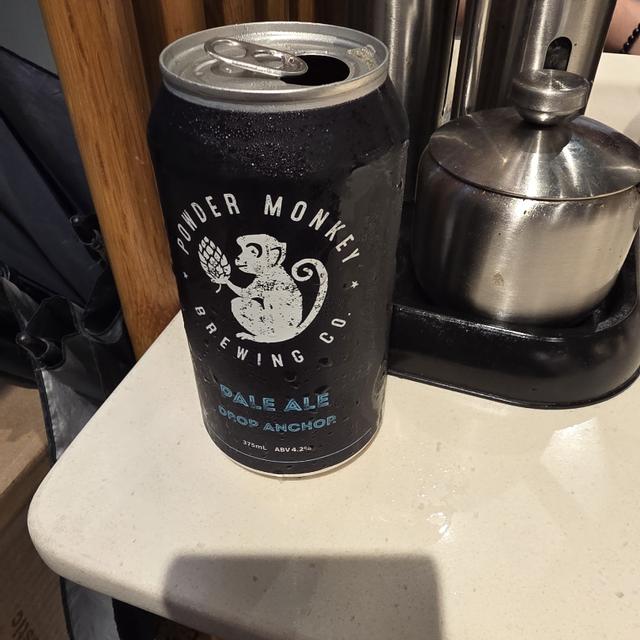 POWDER MONKEY
BREWING CO.
PALE ALE
DROP ANCHOR
375mL ABV 4.2%